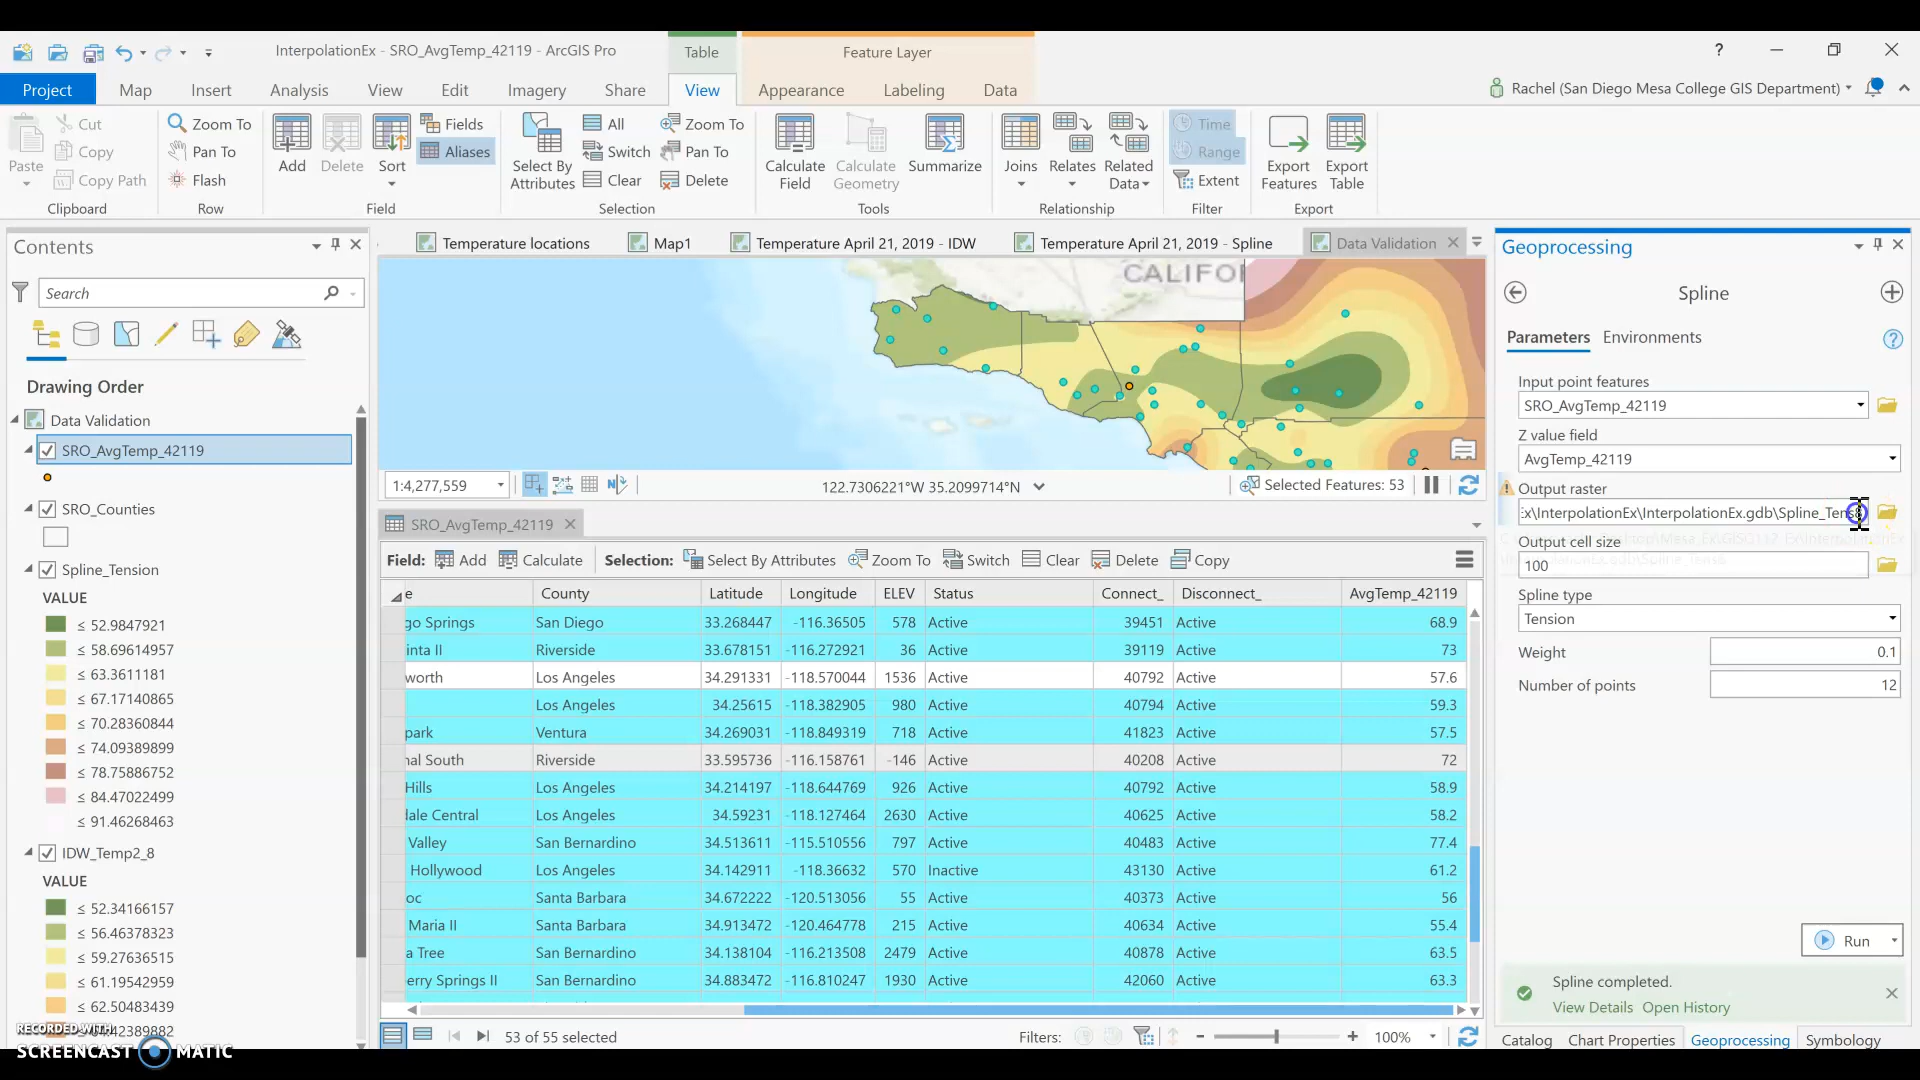 InterpolationEx - SRO_AvgTemp_42119 - ArcGIS Pro
Table
Feature Layer
?
Project
Map
Insert
Analysis
View
Edit
Imagery
Share
View
Appearance
Labeling
Data
Rachel (San Diego Mesa College GIS Department)
Paste
Cut
Copy
Copy Path
Clipboard
Zoom To
Pan To
Flash
Row
Add
Delete
Sort
Fields
Aliases
Field
Select By Attributes
All
Switch
Clear
Zoom To
Pan To
Delete
Selection
Calculate Field
Calculate Geometry
Summarize
Tools
Joins
Relates
Related Data
Relationship
Time
Range
Extent
Filter
Export Features
Export Table
Export
Contents
Search
Drawing Order
Data Validation
SRO_AvgTemp_42119
SRO_Counties
Spline_Tension
VALUE
≤ 52.9847921
≤ 58.69614957
≤ 63.3611181
≤ 67.17140865
≤ 70.28360844
≤ 74.09389899
≤ 78.75886752
≤ 84.47022499
≤ 91.46268463
IDW_Temp2_8
VALUE
≤ 52.34166157
≤ 56.46378323
≤ 59.27636515
≤ 61.19542959
≤ 62.50483439
RECORDED WITH
SCREENCAST MATIC
Temperature locations
Map1
Temperature April 21, 2019 - IDW
Temperature April 21, 2019 - Spline
Data Validation
CALIFOR
1:4,277,559
122.7306221°W 35.2099714°N
Selected Features: 53
SRO_AvgTemp_42119
Field: Add Calculate Selection: Select By Attributes Zoom To Switch Clear Delete Copy
e County Latitude Longitude ELEV Status Connect_ Disconnect_ AvgTemp_42119
go Springs San Diego 33.268447 -116.36505 578 Active 39451 Active 68.9
inta II Riverside 33.678151 -116.272921 36 Active 39119 Active 73
worth Los Angeles 34.291331 -118.570044 1536 Active 40792 Active 57.6
Los Angeles 34.25615 -118.382905 980 Active 40794 Active 59.3
park Ventura 34.269031 -118.849319 718 Active 41823 Active 57.5
nal South Riverside 33.595736 -116.158761 -146 Active 40208 Active 72
Hills Los Angeles 34.214197 -118.644769 926 Active 40792 Active 58.9
lale Central Los Angeles 34.59231 -118.127464 2630 Active 40625 Active 58.2
Valley San Bernardino 34.513611 -115.510556 797 Active 40483 Active 77.4
Hollywood Los Angeles 34.142911 -118.36632 570 Inactive 43130 Active 61.2
oc Santa Barbara 34.672222 -120.513056 55 Active 40373 Active 56
Maria II Santa Barbara 34.913472 -120.464778 215 Active 40634 Active 55.4
a Tree San Bernardino 34.138104 -116.213508 2479 Active 40878 Active 63.5
erry Springs II San Bernardino 34.883472 -116.810247 1930 Active 42060 Active 63.3
53 of 55 selected
Filters:
100%
Geoprocessing
Spline
Parameters Environments
Input point features
SRO_AvgTemp_42119
Z value field
AvgTemp_42119
Output raster
Ex\InterpolationEx\InterpolationEx.gdb\Spline_Tens
Output cell size
100
Spline type
Tension
Weight 0.1
Number of points 12
Run
Spline completed.
View Details Open History
Catalog Chart Properties Geoprocessing Symbology